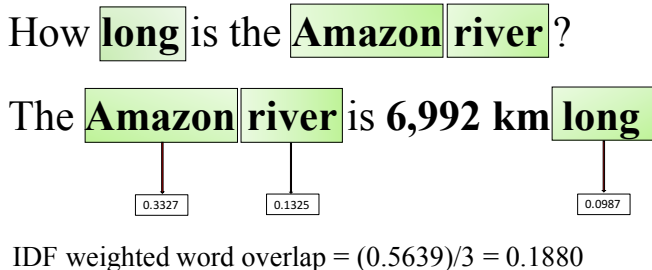 How long is the Amazon river ?
The Amazon river is 6,992 km long
0.3327 0.1325 0.0987
IDF weighted word overlap = (0.5639)/3 = 0.1880